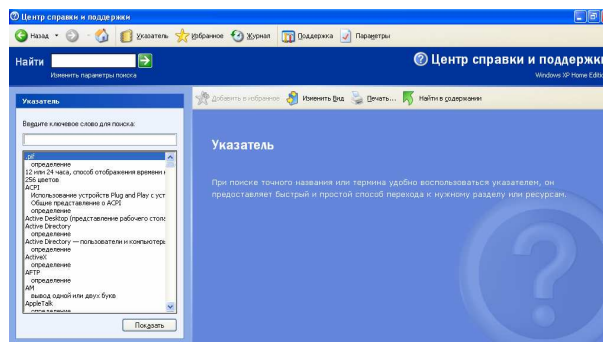 Центр справки и поддержки
Назад Указатель Избранное Журнал Поддержка Параметры
Найти
Изменить параметры поиска
Центр справки и поддержки
Windows XP Home Editio
Указатель
Добавить в избранное Изменить вид Печать... Найти в содержании
Введите ключевое слово для поиска:
.pif
определение
12 или 24 часа, способ отображения времени
256 цветов
ACPI
Использование устройств Plug and Play с уст
Общие представление о ACPI
определение
Active Desktop (представление рабочего стола
Active Directory
определение
Active Directory — пользователи и компьютеры
определение
ActiveX
определение
AFTP
определение
AM
вывод одной или двух букв
AppleTalk
определение
Показать
Указатель
При поиске точного названия или термина удобно воспользоваться указателем, он
предоставляет быстрый и простой способ перехода к нужному разделу или ресурсам.